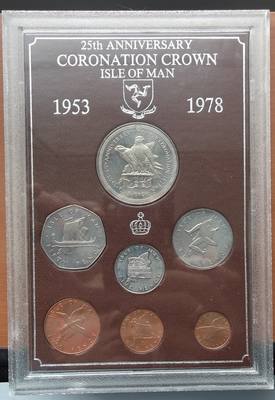 25th ANNIVERSARY
CORONATION CROWN
ISLE OF MAN
1953 1978